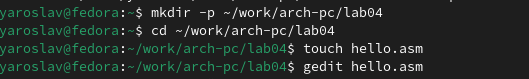 yaroslav@fedora:~$ mkdir -p ~/work/arch-pc/lab04
yaroslav@fedora:~$ cd ~/work/arch-pc/lab04
yaroslav@fedora:~/work/arch-pc/lab04$ touch hello.asm
yaroslav@fedora:~/work/arch-pc/lab04$ gedit hello.asm